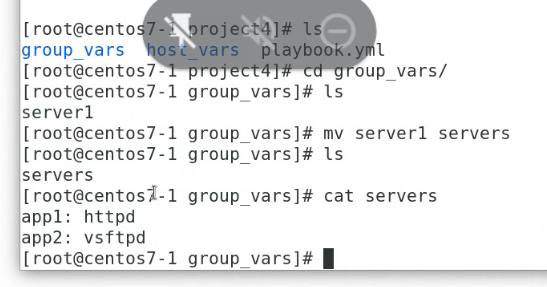 [root@centos7-1 project4]# ls
group_vars host_vars playbook.yml
[root@centos7-1 project4]# cd group_vars/
[root@centos7-1 group_vars]# ls
server1
[root@centos7-1 group_vars]# mv server1 servers
[root@centos7-1 group_vars]# ls
servers
[root@centos7-1 group_vars]# cat servers
app1: httpd
app2: vsftpd
[root@centos7-1 group_vars]#